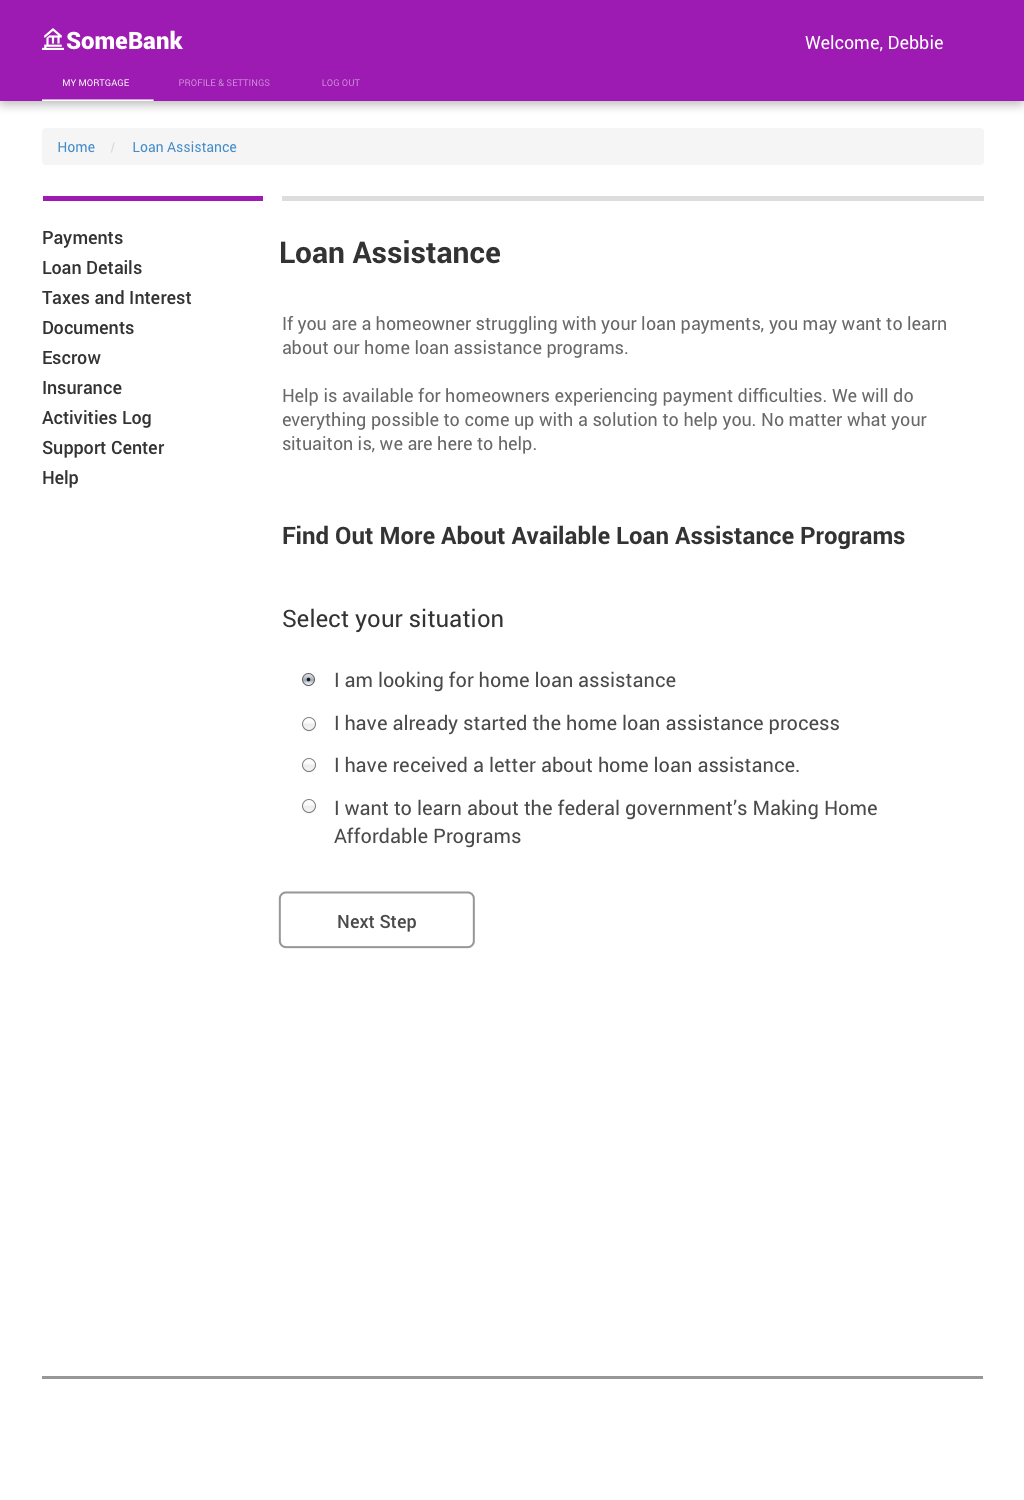 SomeBank
Welcome, Debbie
MY MORTGAGE
PROFILE & SETTINGS
LOG OUT
Home / Loan Assistance
Payments
Loan Details
Taxes and Interest
Documents
Escrow
Insurance
Activities Log
Support Center
Help
Loan Assistance
If you are a homeowner struggling with your loan payments, you may want to learn
about our home loan assistance programs.
Help is available for homeowners experiencing payment difficulties. We will do
everything possible to come up with a solution to help you. No matter what your
situaiton is, we are here to help.
Find Out More About Available Loan Assistance Programs
Select your situation
I am looking for home loan assistance
I have already started the home loan assistance process
I have received a letter about home loan assistance.
I want to learn about the federal government’s Making Home
Affordable Programs
Next Step